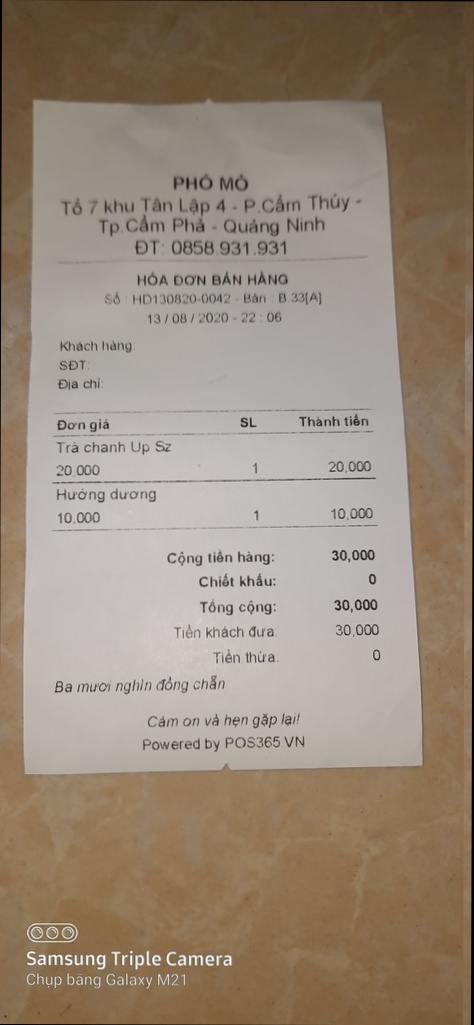 PHỐ MỎ
Tổ 7 khu Tân Lập 4 - P.Cẩm Thủy -
Tp.Cẩm Phả - Quảng Ninh
ĐT: 0858.931.931
HÓA ĐƠN BÁN HÀNG
Số : HD130820-0042 - Bàn : B.33[A]
13 / 08 / 2020 - 22 : 06
Khách hàng:
SĐT:
Địa chỉ:
Đơn giá SL Thành tiền
Trà chanh Up Sz
20,000 1 20,000
Hướng dương
10,000 1 10,000
Cộng tiền hàng: 30,000
Chiết khấu: 0
Tổng cộng: 30,000
Tiền khách đưa: 30,000
Tiền thừa: 0
Ba mươi nghìn đồng chẵn
Cảm ơn và hẹn gặp lại!
Powered by POS365.VN
Samsung Triple Camera
Chụp bằng Galaxy M21